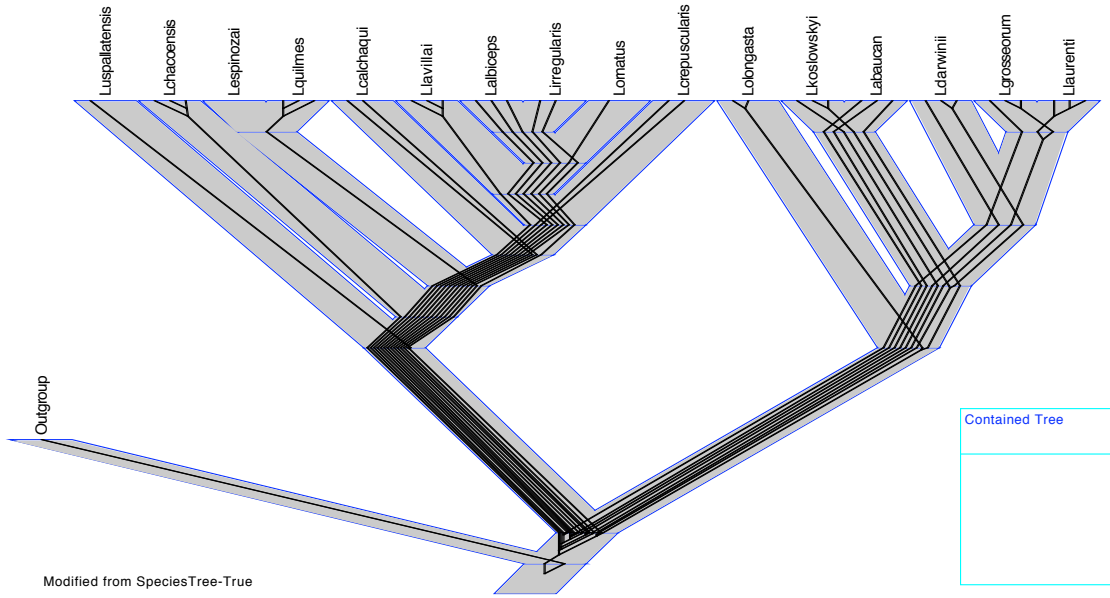 Luspallatensis
Lchacoensis
Lespinozai
Lquilmes
Lcalchaqui
Llavillai
Lalbiceps
Lirregularis
Lornatus
Lcrepuscularis
Lolongasta
Lkoslowskyi
Labaucan
Ldarwinii
Lgrosseorum
Llaurenti
Outgroup
Contained Tree
Modified from SpeciesTree-True